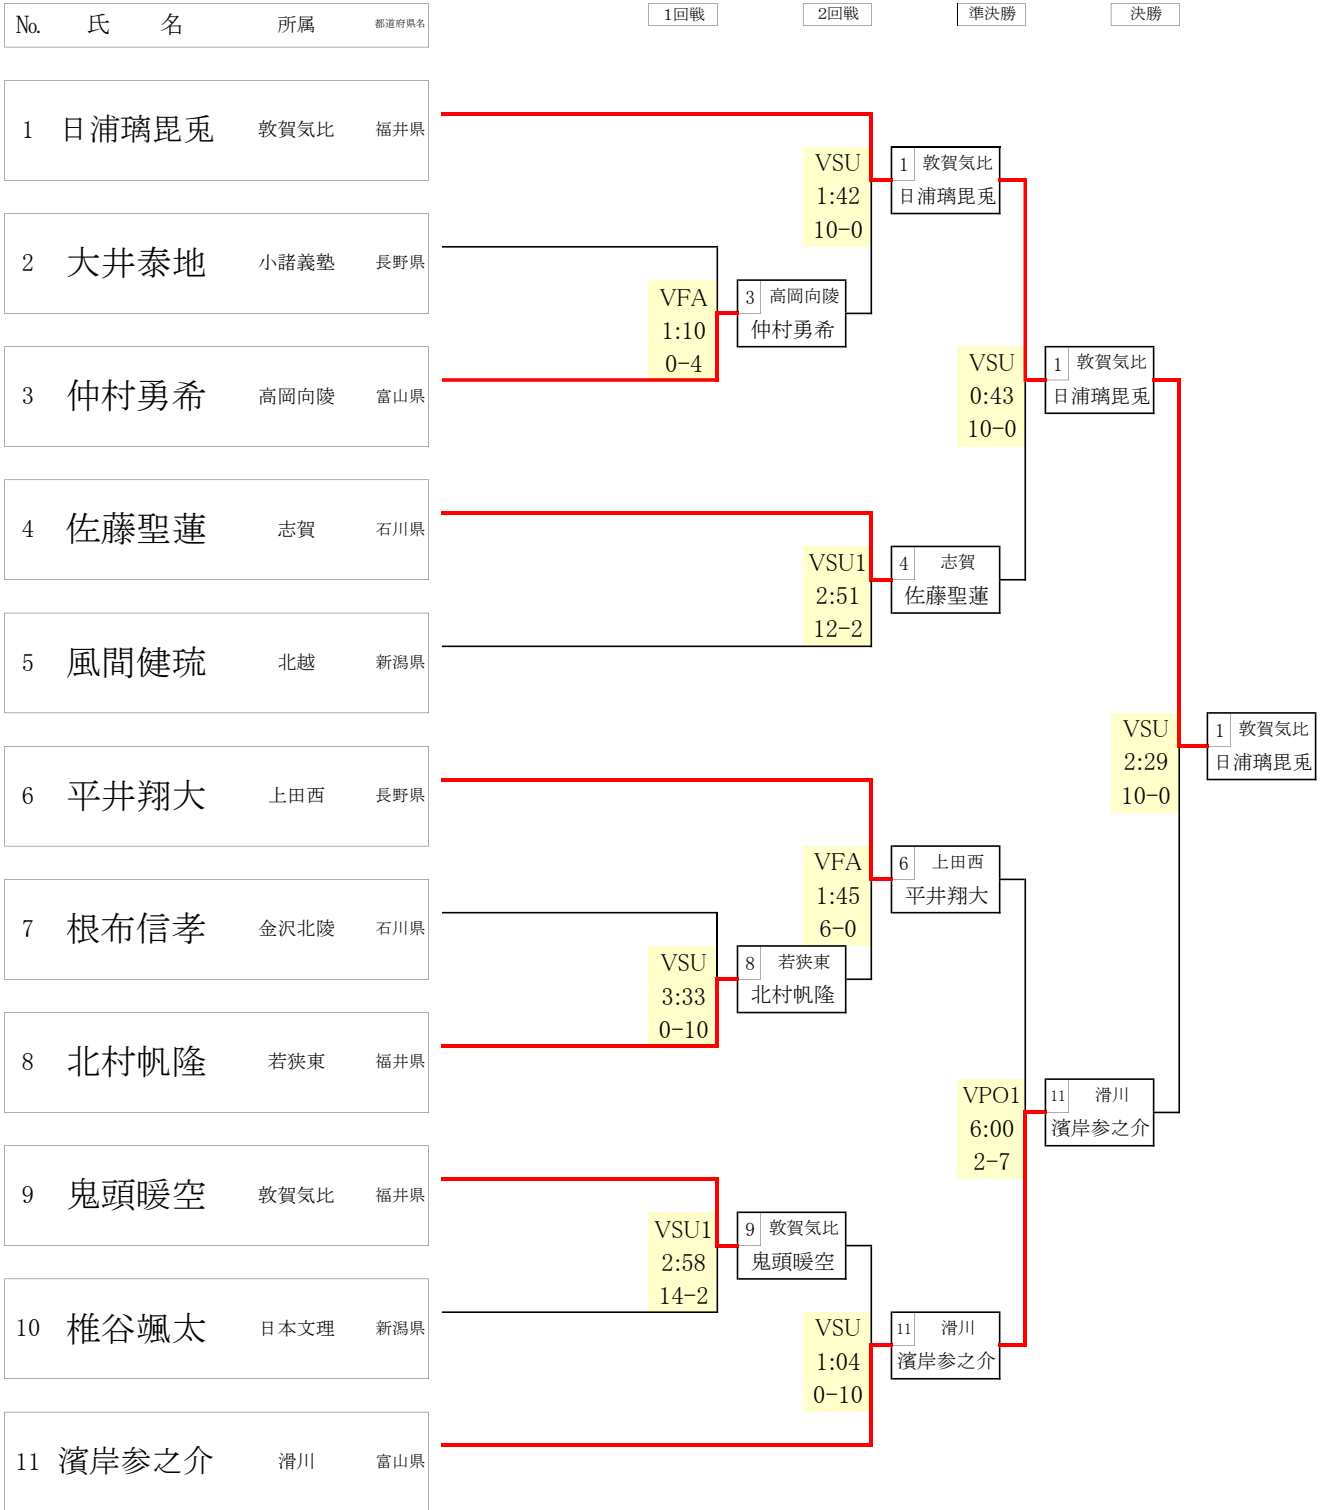 No. 氏 名 所属 都道府県名 1回戦 2回戦 準決勝 決勝
1 日浦璃毘兎 敦賀気比 福井県
VSU
1:42
10-0
1 敦賀気比
日浦璃毘兎
2 大井泰地 小諸義塾 長野県
VFA
1:10
0-4
3 高岡向陵
仲村勇希
3 仲村勇希 高岡向陵 富山県
VSU
0:43
10-0
1 敦賀気比
日浦璃毘兎
4 佐藤聖蓮 志賀 石川県
VSU1
2:51
12-2
4 志賀
佐藤聖蓮
5 風間健琉 北越 新潟県
VSU
2:29
10-0
1 敦賀気比
日浦璃毘兎
6 平井翔大 上田西 長野県
VFA
1:45
6-0
6 上田西
平井翔大
7 根布信孝 金沢北陵 石川県
VSU
3:33
0-10
8 若狭東
北村帆隆
8 北村帆隆 若狭東 福井県
VPO1
6:00
2-7
11 滑川
濱岸参之介
9 鬼頭暖空 敦賀気比 福井県
VSU1
2:58
14-2
9 敦賀気比
鬼頭暖空
10 椎谷颯太 日本文理 新潟県
VSU
1:04
0-10
11 滑川
濱岸参之介
11 濱岸参之介 滑川 富山県